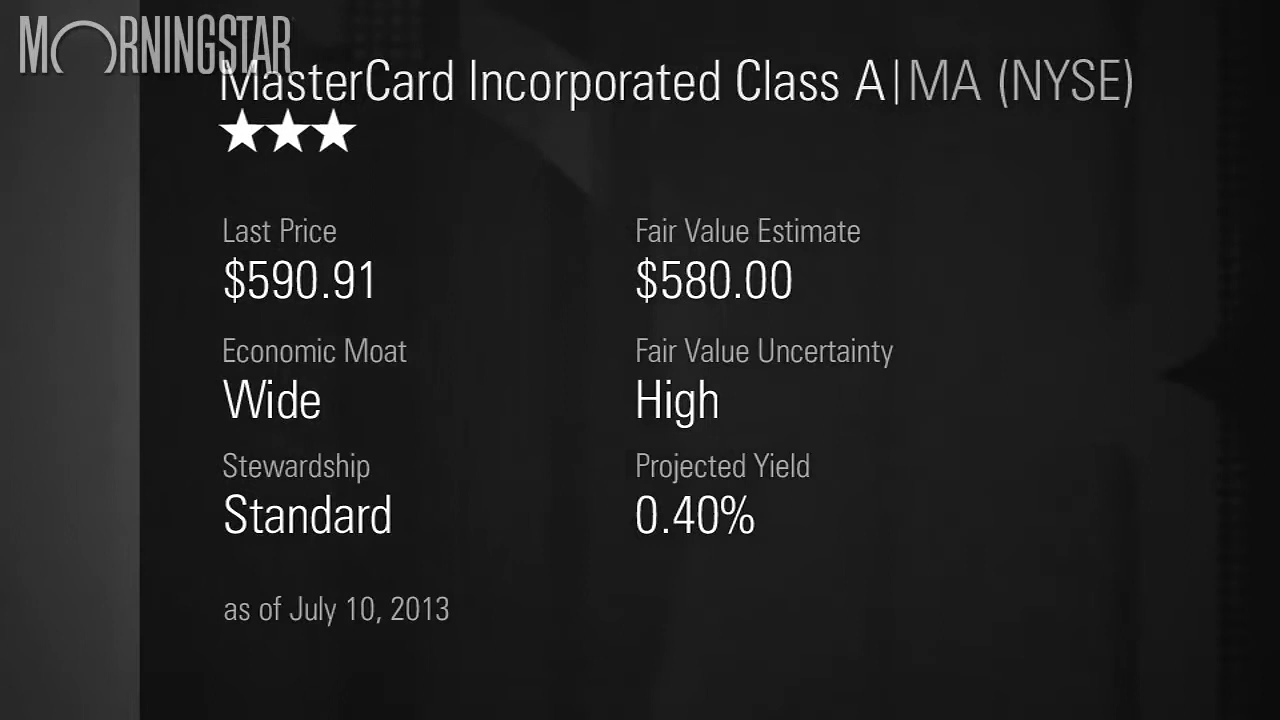 MORNINGSTAR
MasterCard Incorporated Class A|MA (NYSE)
★★★
Last Price
Fair Value Estimate
$590.91
$580.00
Economic Moat
Fair Value Uncertainty
Wide
High
Stewardship
Projected Yield
Standard
0.40%
as of July 10, 2013